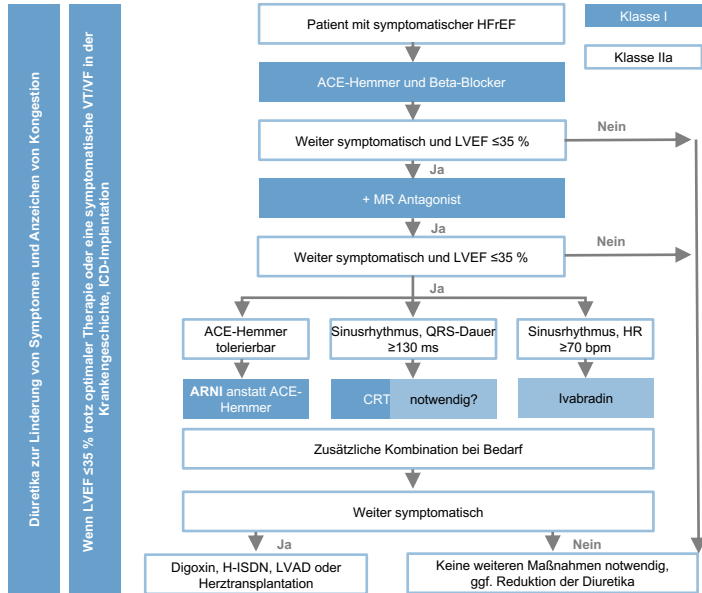 Diuretika zur Linderung von Symptomen und Anzeichen von Kongestion
Wenn LVEF ≤35 % trotz optimaler Therapie oder eine symptomatische VT/VF in der
Krankengeschichte, ICD-Implantation
Patient mit symptomatischer HFrEF
Klasse I
Klasse IIa
ACE-Hemmer und Beta-Blocker
Weiter symptomatisch und LVEF ≤35 %
Nein
Ja
+ MR Antagonist
Ja
Weiter symptomatisch und LVEF ≤35 %
Nein
Ja
ACE-Hemmer
tolerierbar
Sinusrhythmus, QRS-Dauer
≥130 ms
Sinusrhythmus, HR
≥70 bpm
ARNI anstatt ACE-
Hemmer
CRT notwendig?
Ivabradin
Zusätzliche Kombination bei Bedarf
Weiter symptomatisch
Ja
Nein
Digoxin, H-ISDN, LVAD oder
Herztransplantation
Keine weiteren Maßnahmen notwendig,
ggf. Reduktion der Diuretika